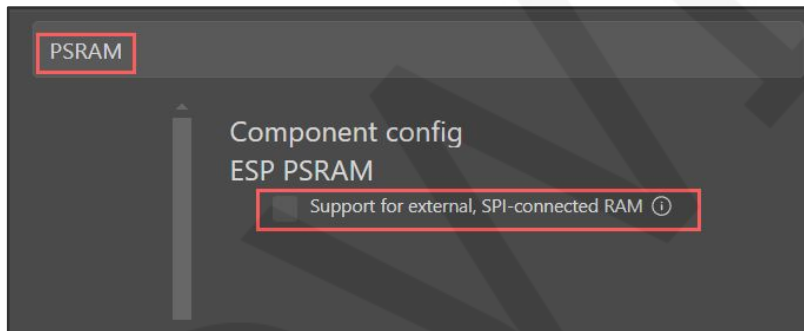 PSRAM
Component config
ESP PSRAM
Support for external, SPI-connected RAM